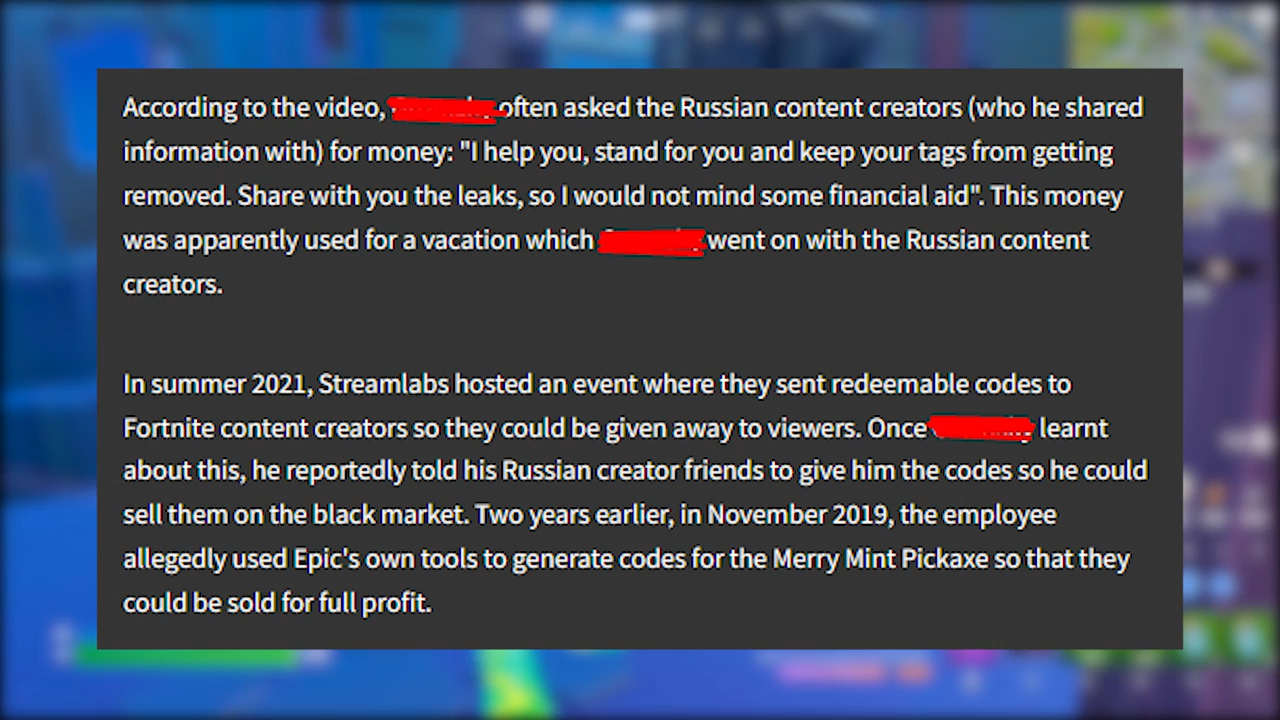 According to the video, often asked the Russian content creators (who he shared
information with) for money: "I help you, stand for you and keep your tags from getting
removed. Share with you the leaks, so I would not mind some financial aid". This money
was apparently used for a vacation which went on with the Russian content
creators.
In summer 2021, Streamlabs hosted an event where they sent redeemable codes to
Fortnite content creators so they could be given away to viewers. Once learnt
about this, he reportedly told his Russian creator friends to give him the codes so he could
sell them on the black market. Two years earlier, in November 2019, the employee
allegedly used Epic's own tools to generate codes for the Merry Mint Pickaxe so that they
could be sold for full profit.